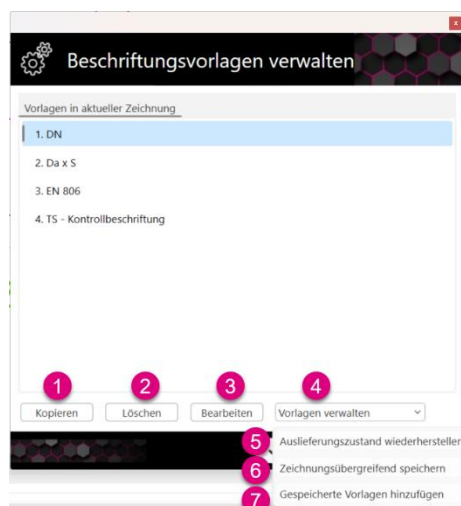 x
Beschriftungsvorlagen verwalten
Vorlagen in aktueller Zeichnung
1. DN
2. Da x S
3. EN 806
4. TS - Kontrollbeschriftung
1 2 3 4
Kopieren Löschen Bearbeiten Vorlagen verwalten
5 Auslieferungszustand wiederherstellen
6 Zeichnungsübergreifend speichern
7 Gespeicherte Vorlagen hinzufügen